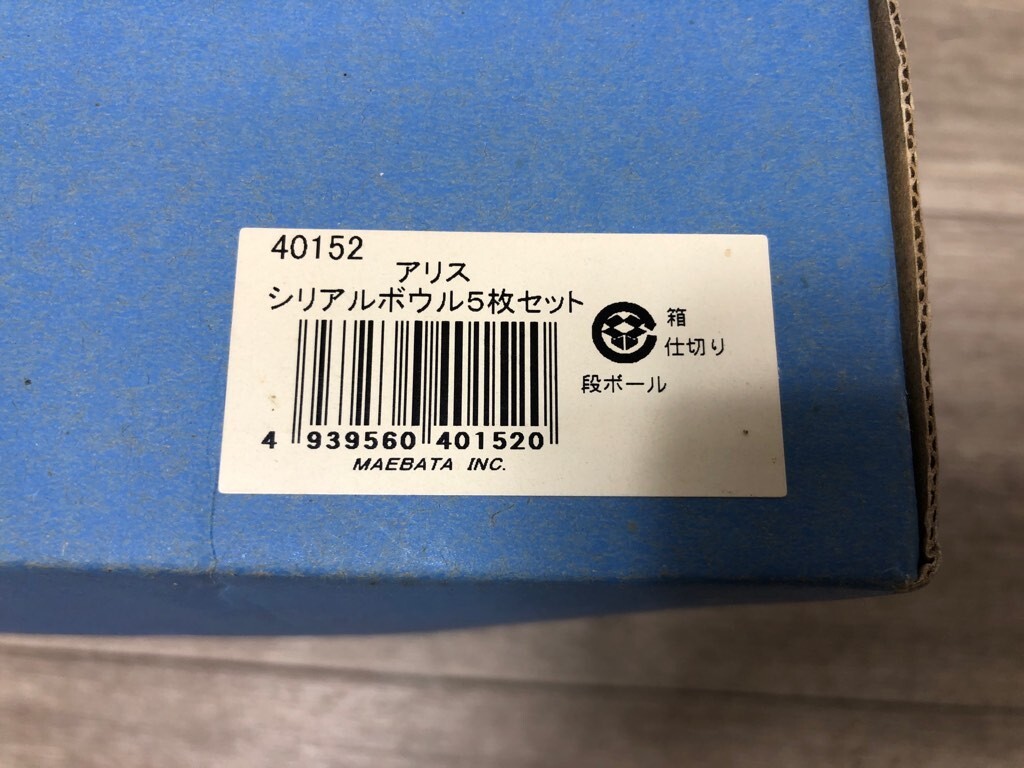 40152
アリス
シリアルボウル5枚セット
箱
仕切り
段ボール
4 939560 401520
MAEBATA INC.